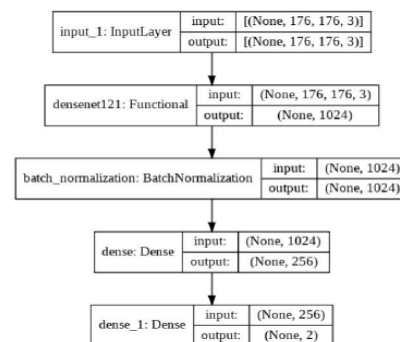 input_1: InputLayer
input: [(None, 176, 176, 3)]
output: [(None, 176, 176, 3)]
densenet121: Functional
input: (None, 176, 176, 3)
output: (None, 1024)
batch_normalization: BatchNormalization
input: (None, 1024)
output: (None, 1024)
dense: Dense
input: (None, 1024)
output: (None, 256)
dense_1: Dense
input: (None, 256)
output: (None, 2)